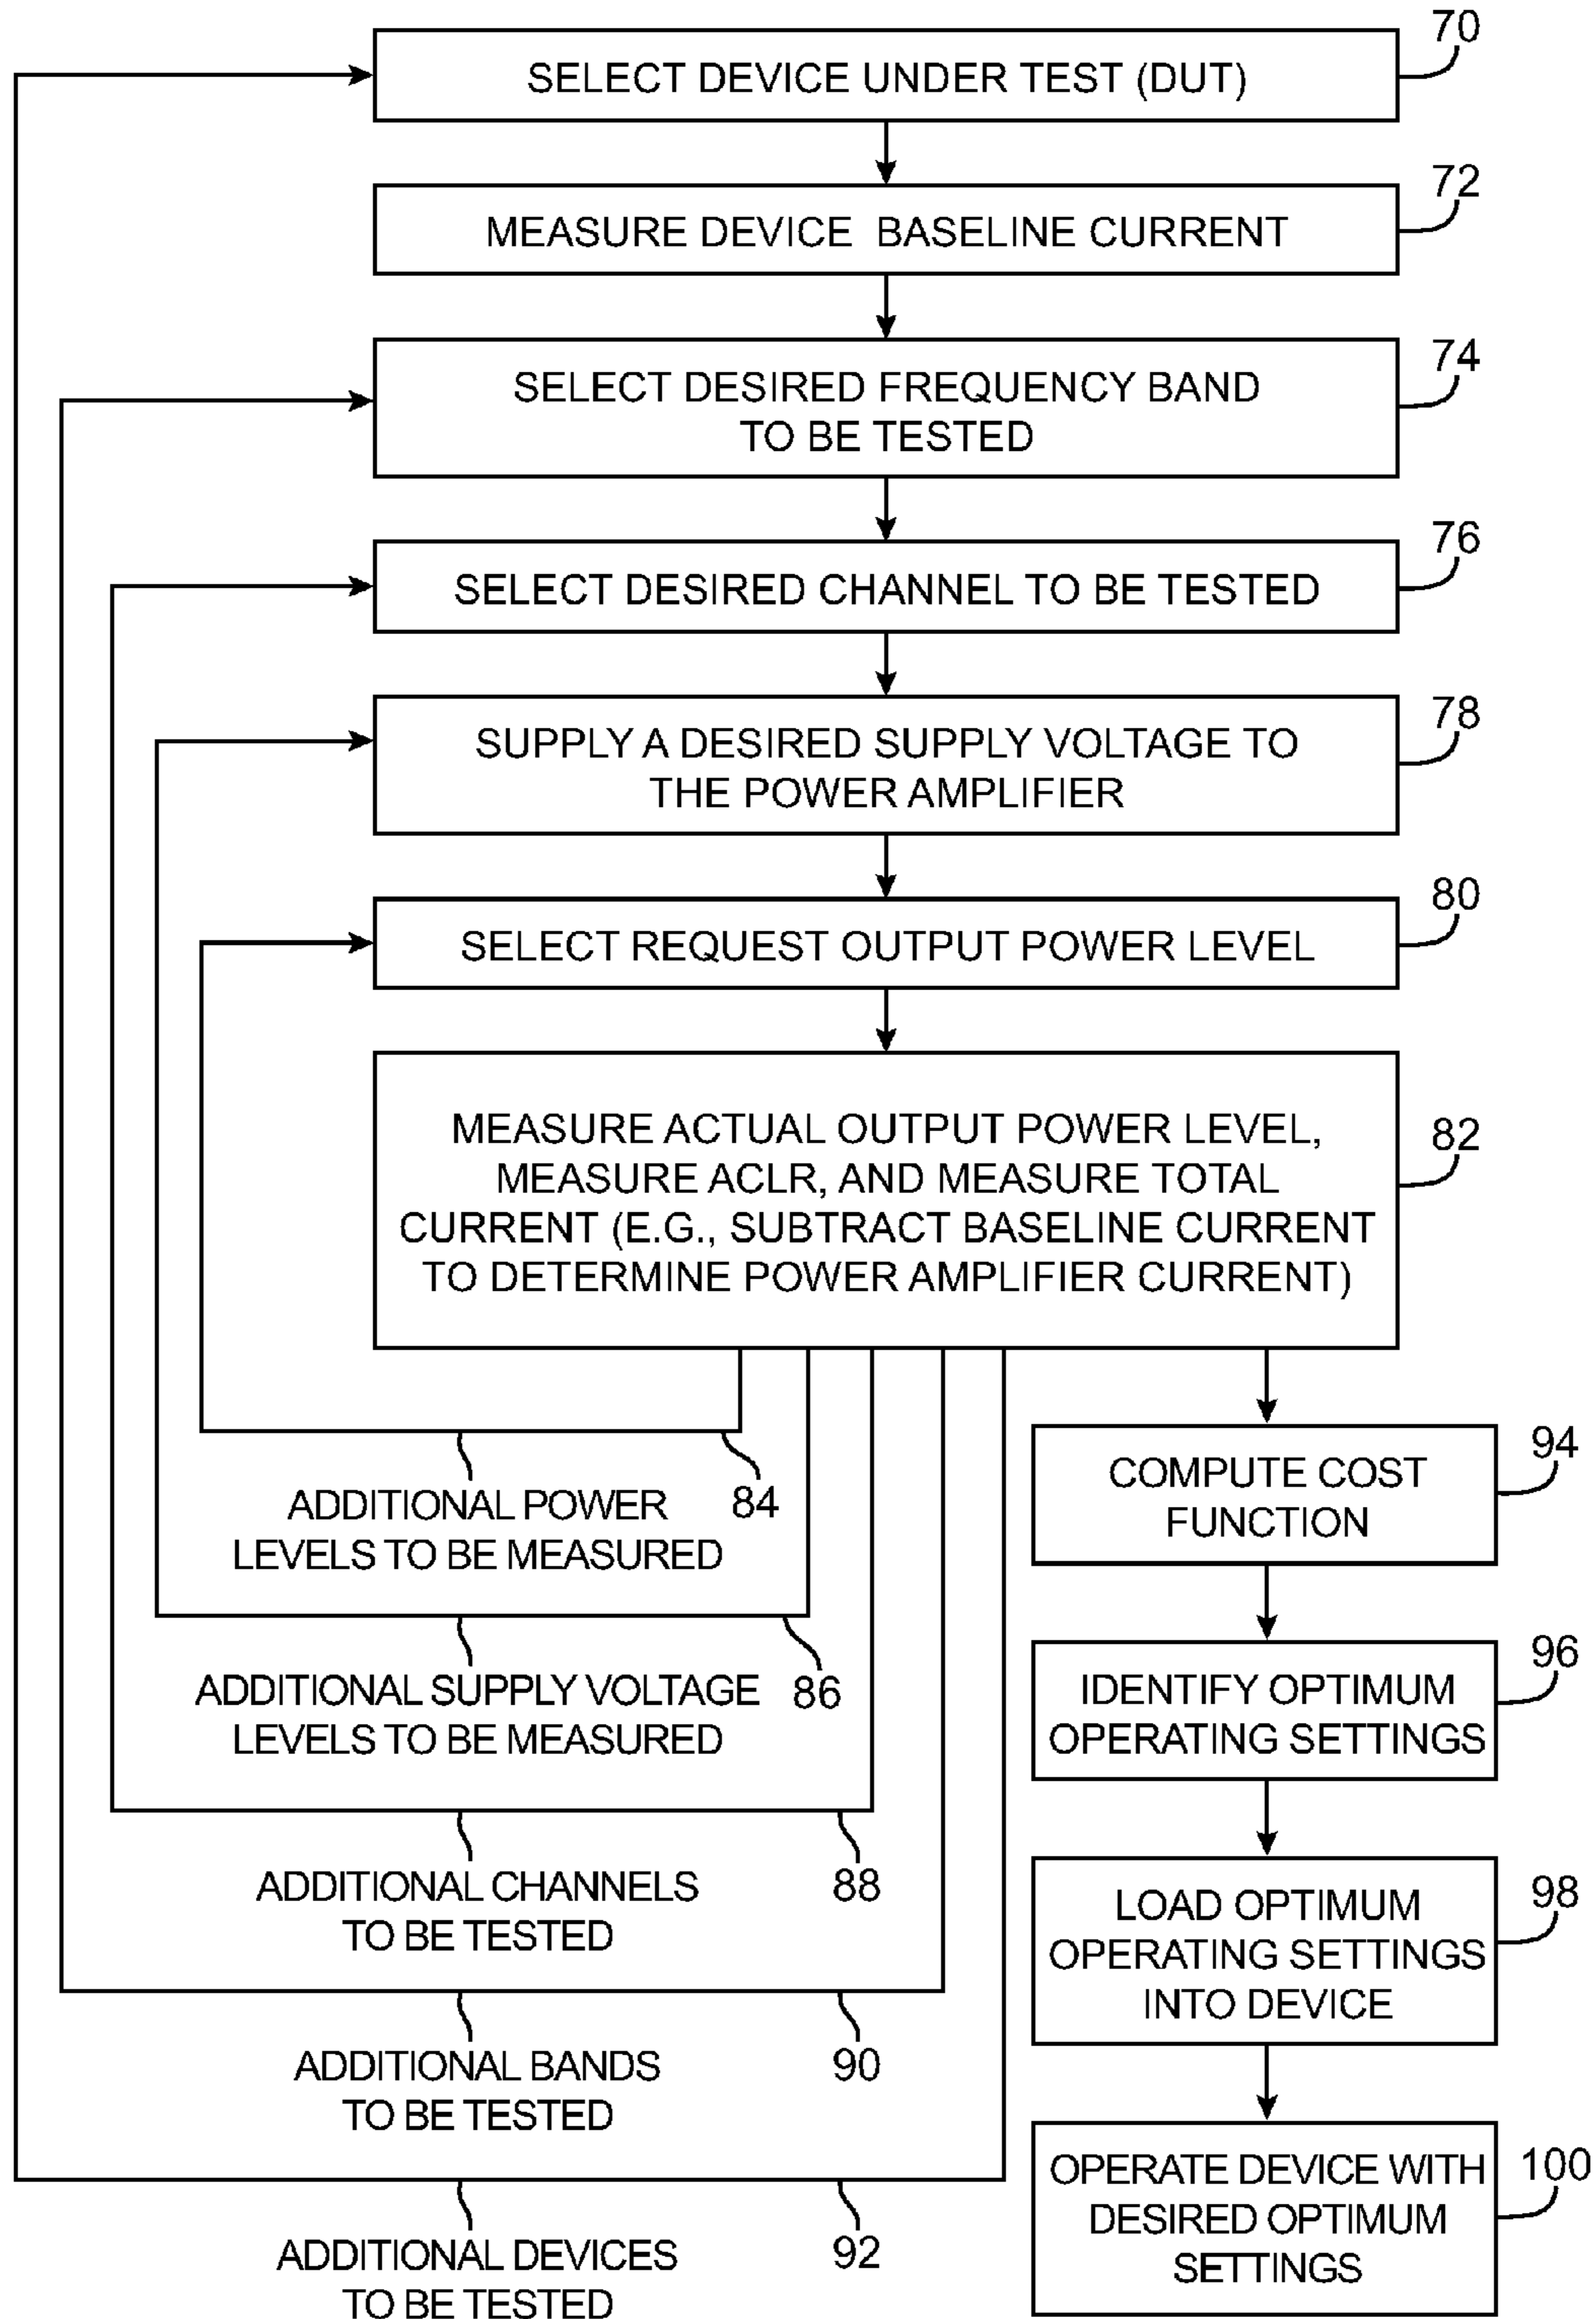 70
SELECT DEVICE UNDER TEST (DUT)
72
MEASURE DEVICE BASELINE CURRENT
74
SELECT DESIRED FREQUENCY BAND
TO BE TESTED
76
SELECT DESIRED CHANNEL TO BE TESTED
78
SUPPLY A DESIRED SUPPLY VOLTAGE TO
THE POWER AMPLIFIER
80
SELECT REQUEST OUTPUT POWER LEVEL
82
MEASURE ACTUAL OUTPUT POWER LEVEL,
MEASURE ACLR, AND MEASURE TOTAL
CURRENT (E.G., SUBTRACT BASELINE CURRENT
TO DETERMINE POWER AMPLIFIER CURRENT)
ADDITIONAL POWER
LEVELS TO BE MEASURED
84
ADDITIONAL SUPPLY VOLTAGE
LEVELS TO BE MEASURED
86
ADDITIONAL CHANNELS
TO BE TESTED
88
ADDITIONAL BANDS
TO BE TESTED
90
ADDITIONAL DEVICES
TO BE TESTED
92
94
COMPUTE COST
FUNCTION
96
IDENTIFY OPTIMUM
OPERATING SETTINGS
98
LOAD OPTIMUM
OPERATING SETTINGS
INTO DEVICE
100
OPERATE DEVICE WITH
DESIRED OPTIMUM
SETTINGS